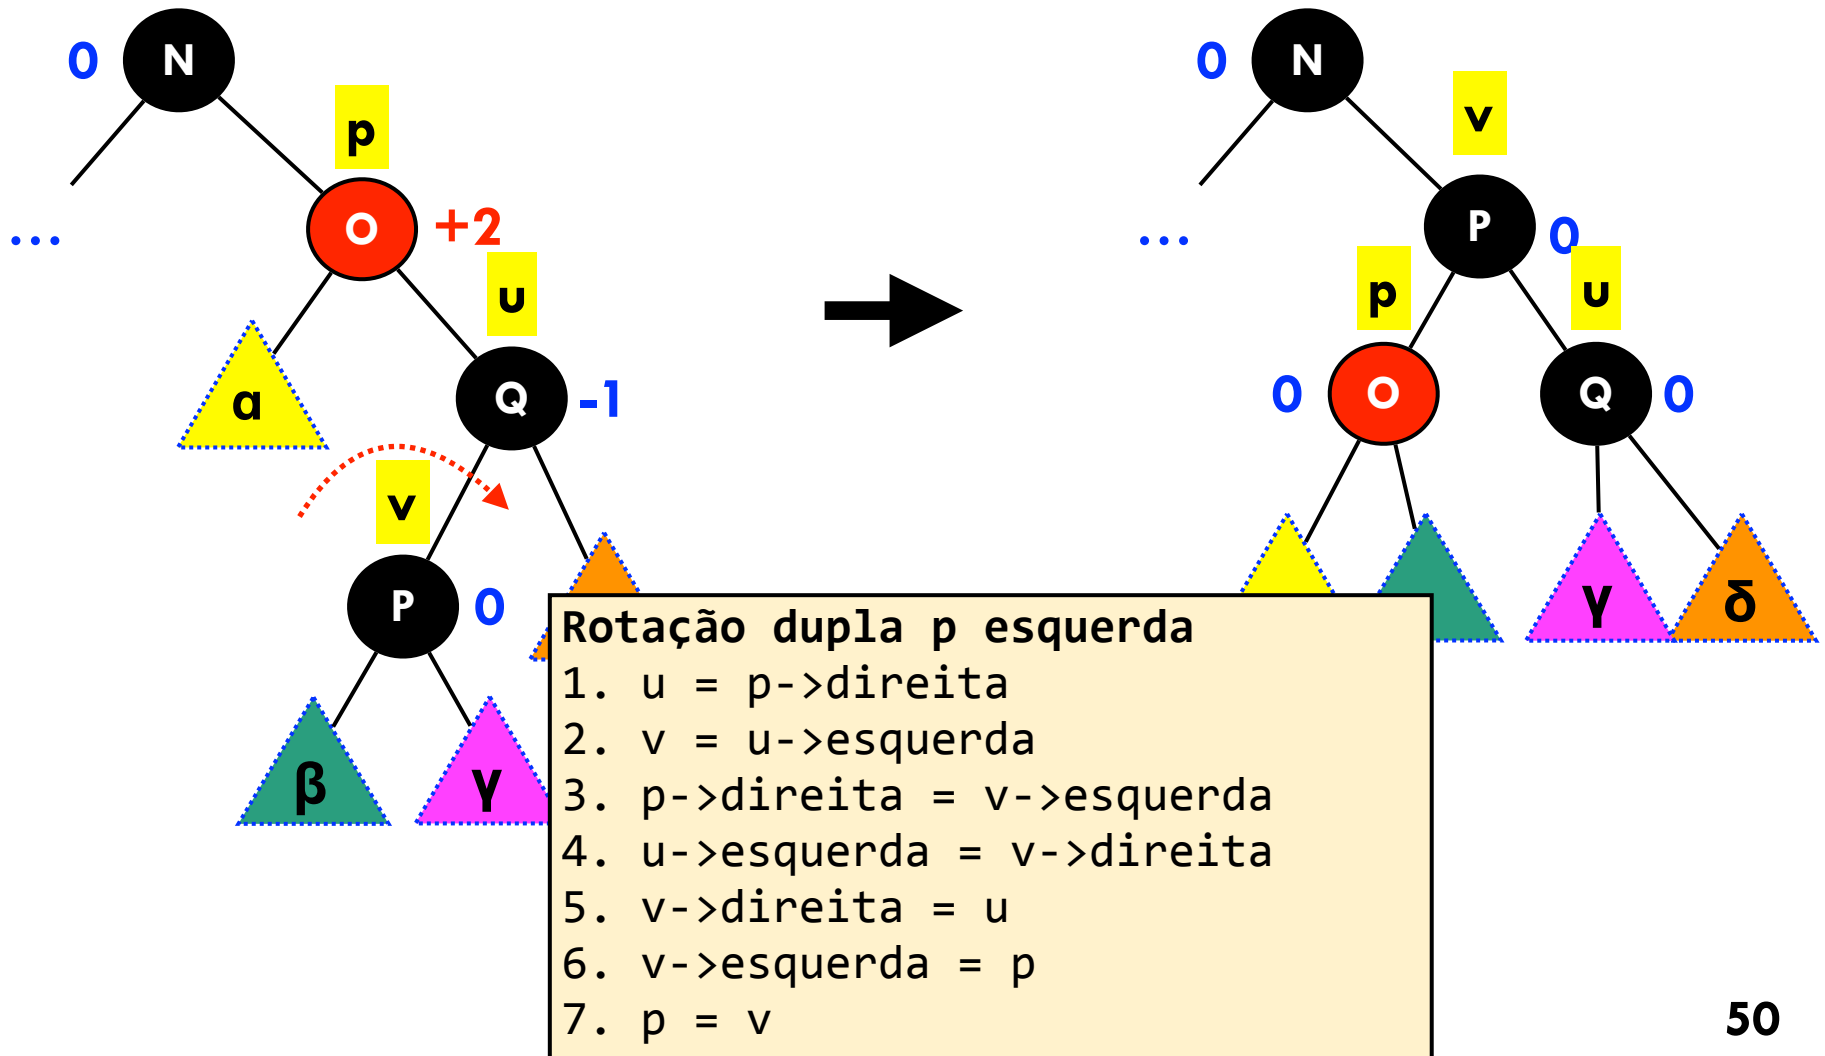 0 N
p
O +2
...
u
α
Q -1
v
P 0
β
γ
0 N
v
...
P 0
p
u
0 O
Q 0
γ
δ
Rotação dupla p esquerda
1. u = p->direita
2. v = u->esquerda
3. p->direita = v->esquerda
4. u->esquerda = v->direita
5. v->direita = u
6. v->esquerda = p
7. p = v
50